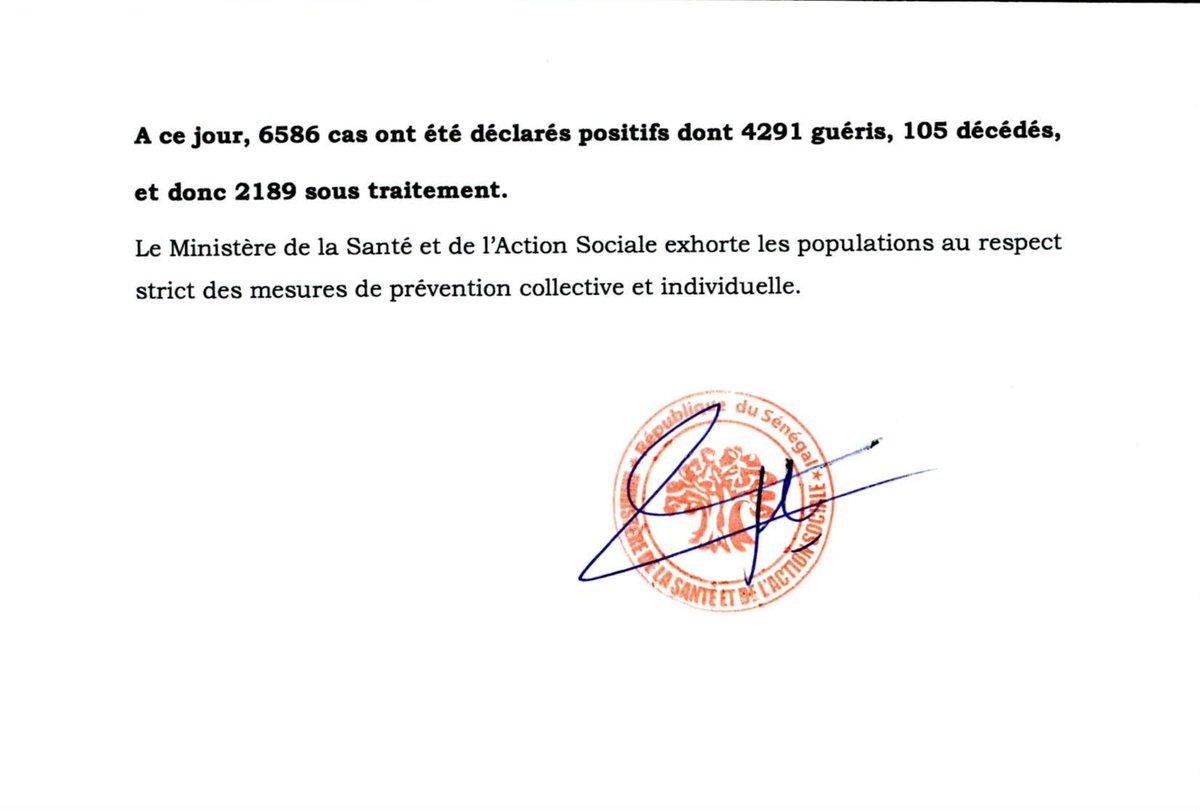 A ce jour, 6586 cas ont été déclarés positifs dont 4291 guéris, 105 décédés,
et donc 2189 sous traitement.
Le Ministère de la Santé et de l'Action Sociale exhorte les populations au respect
strict des mesures de prévention collective et individuelle.
République du Sénégal
MINISTÈRE DE LA SANTÉ ET DE L'ACTION SOCIALE